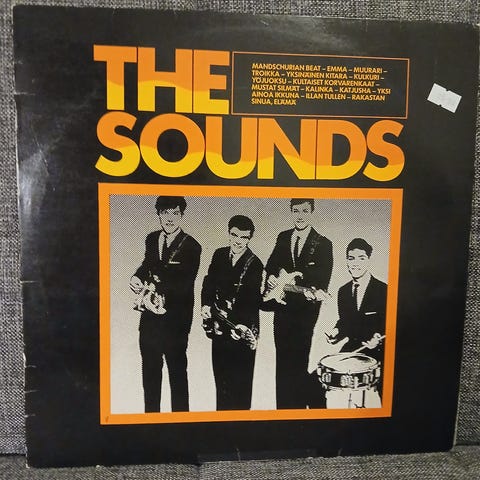 THE
SOUNDS
MANDSCHURIAN BEAT – EMMA – MUURARI –
TROIKKA – YKSINÄINEN KITARA – KULKURI –
YÖJUOKSU – KULTAISET KORVARENKAAT –
MUSTAT SILMÄT – KALINKA – KATJUSHA – YKSI
AINOA IKKUNA – ILLAN TULLEN – RAKASTAN
SINUA, ELÄMÄ